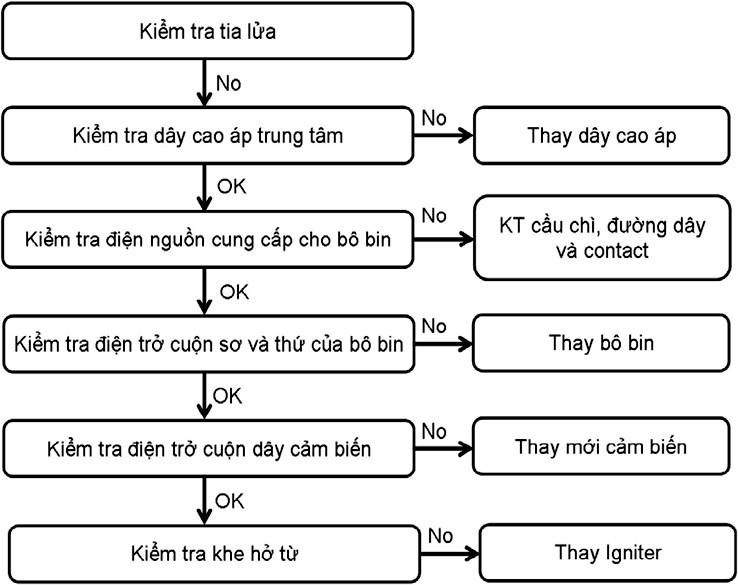 Kiểm tra tia lửa
No
Kiểm tra dây cao áp trung tâm
No
Thay dây cao áp
OK
Kiểm tra điện nguồn cung cấp cho bô bin
No
KT cầu chì, đường dây
và contact
OK
Kiểm tra điện trở cuộn sơ và thứ của bô bin
No
Thay bô bin
OK
Kiểm tra điện trở cuộn dây cảm biến
No
Thay mới cảm biến
OK
Kiểm tra khe hở từ
No
Thay Igniter